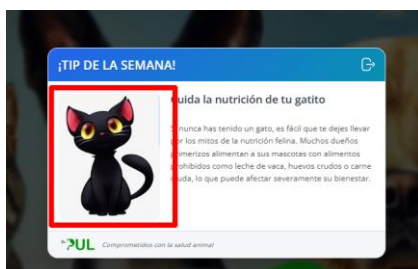 ¡TIP DE LA SEMANA!
uida la nutrición de tu gatito
nunca has tenido un gato, es fácil que te dejes llevar
por los mitos de la nutrición felina. Muchos dueños
primerizos alimentan a sus mascotas con alimentos
prohibidos como leche de vaca, huevos crudos o carne
cruda, lo que puede afectar severamente su bienestar.
PUL Comprometidos con la salud animal